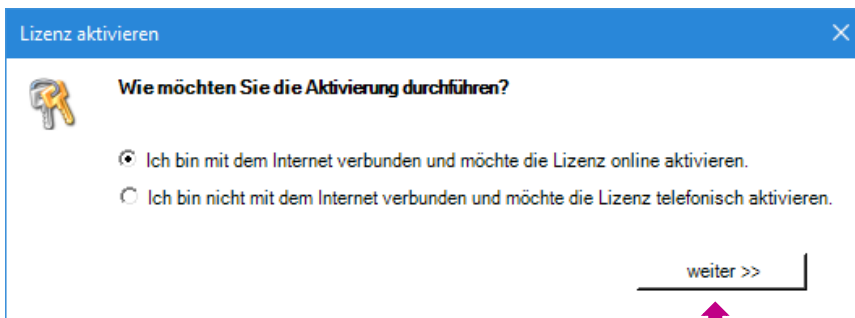 Lizenz aktivieren
Wie möchten Sie die Aktivierung durchführen?
Ich bin mit dem Internet verbunden und möchte die Lizenz online aktivieren.
Ich bin nicht mit dem Internet verbunden und möchte die Lizenz telefonisch aktivieren.
weiter >>